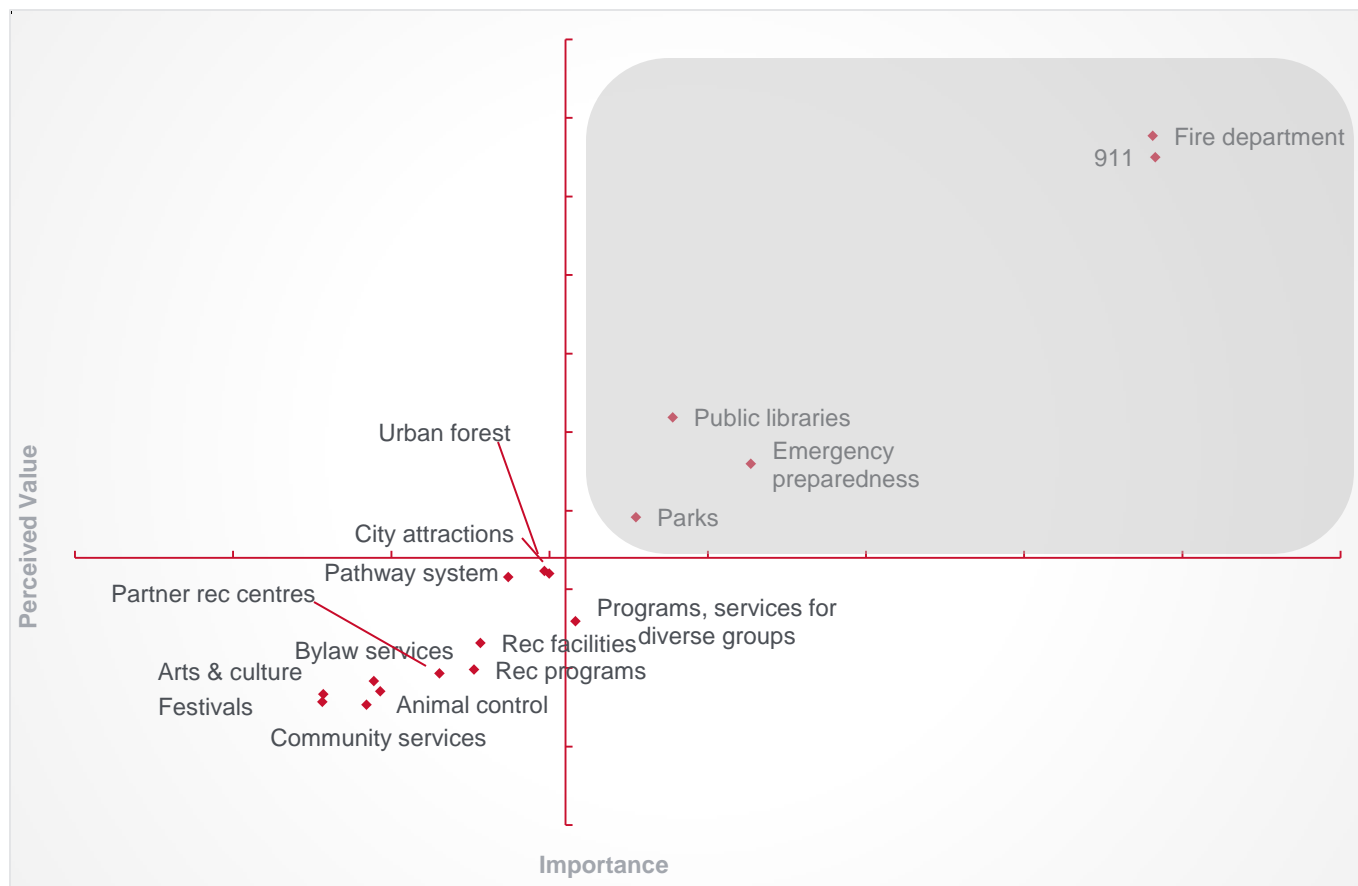 Fire department
911
Public libraries
Urban forest
Emergency
preparedness
Parks
City attractions
Pathway system
Partner rec centres
Programs, services for
diverse groups
Rec facilities
Bylaw services
Rec programs
Arts & culture
Animal control
Festivals
Community services
Perceived Value
Importance